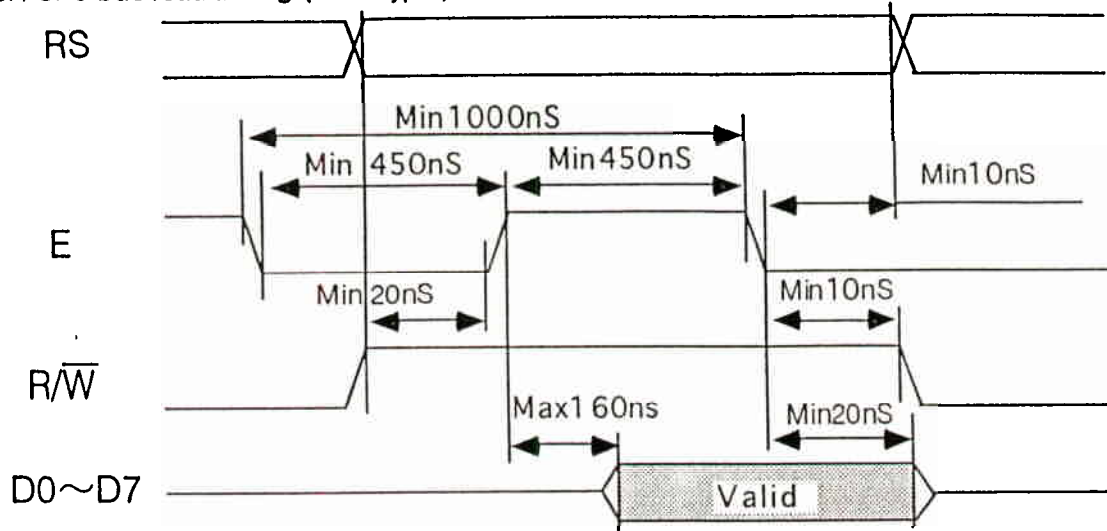 RS
Min1000nS
Min 450nS
Min450nS
Min10nS
E
Min20nS
Min10nS
R/W̅
Max160ns
Min20nS
D0～D7
Valid